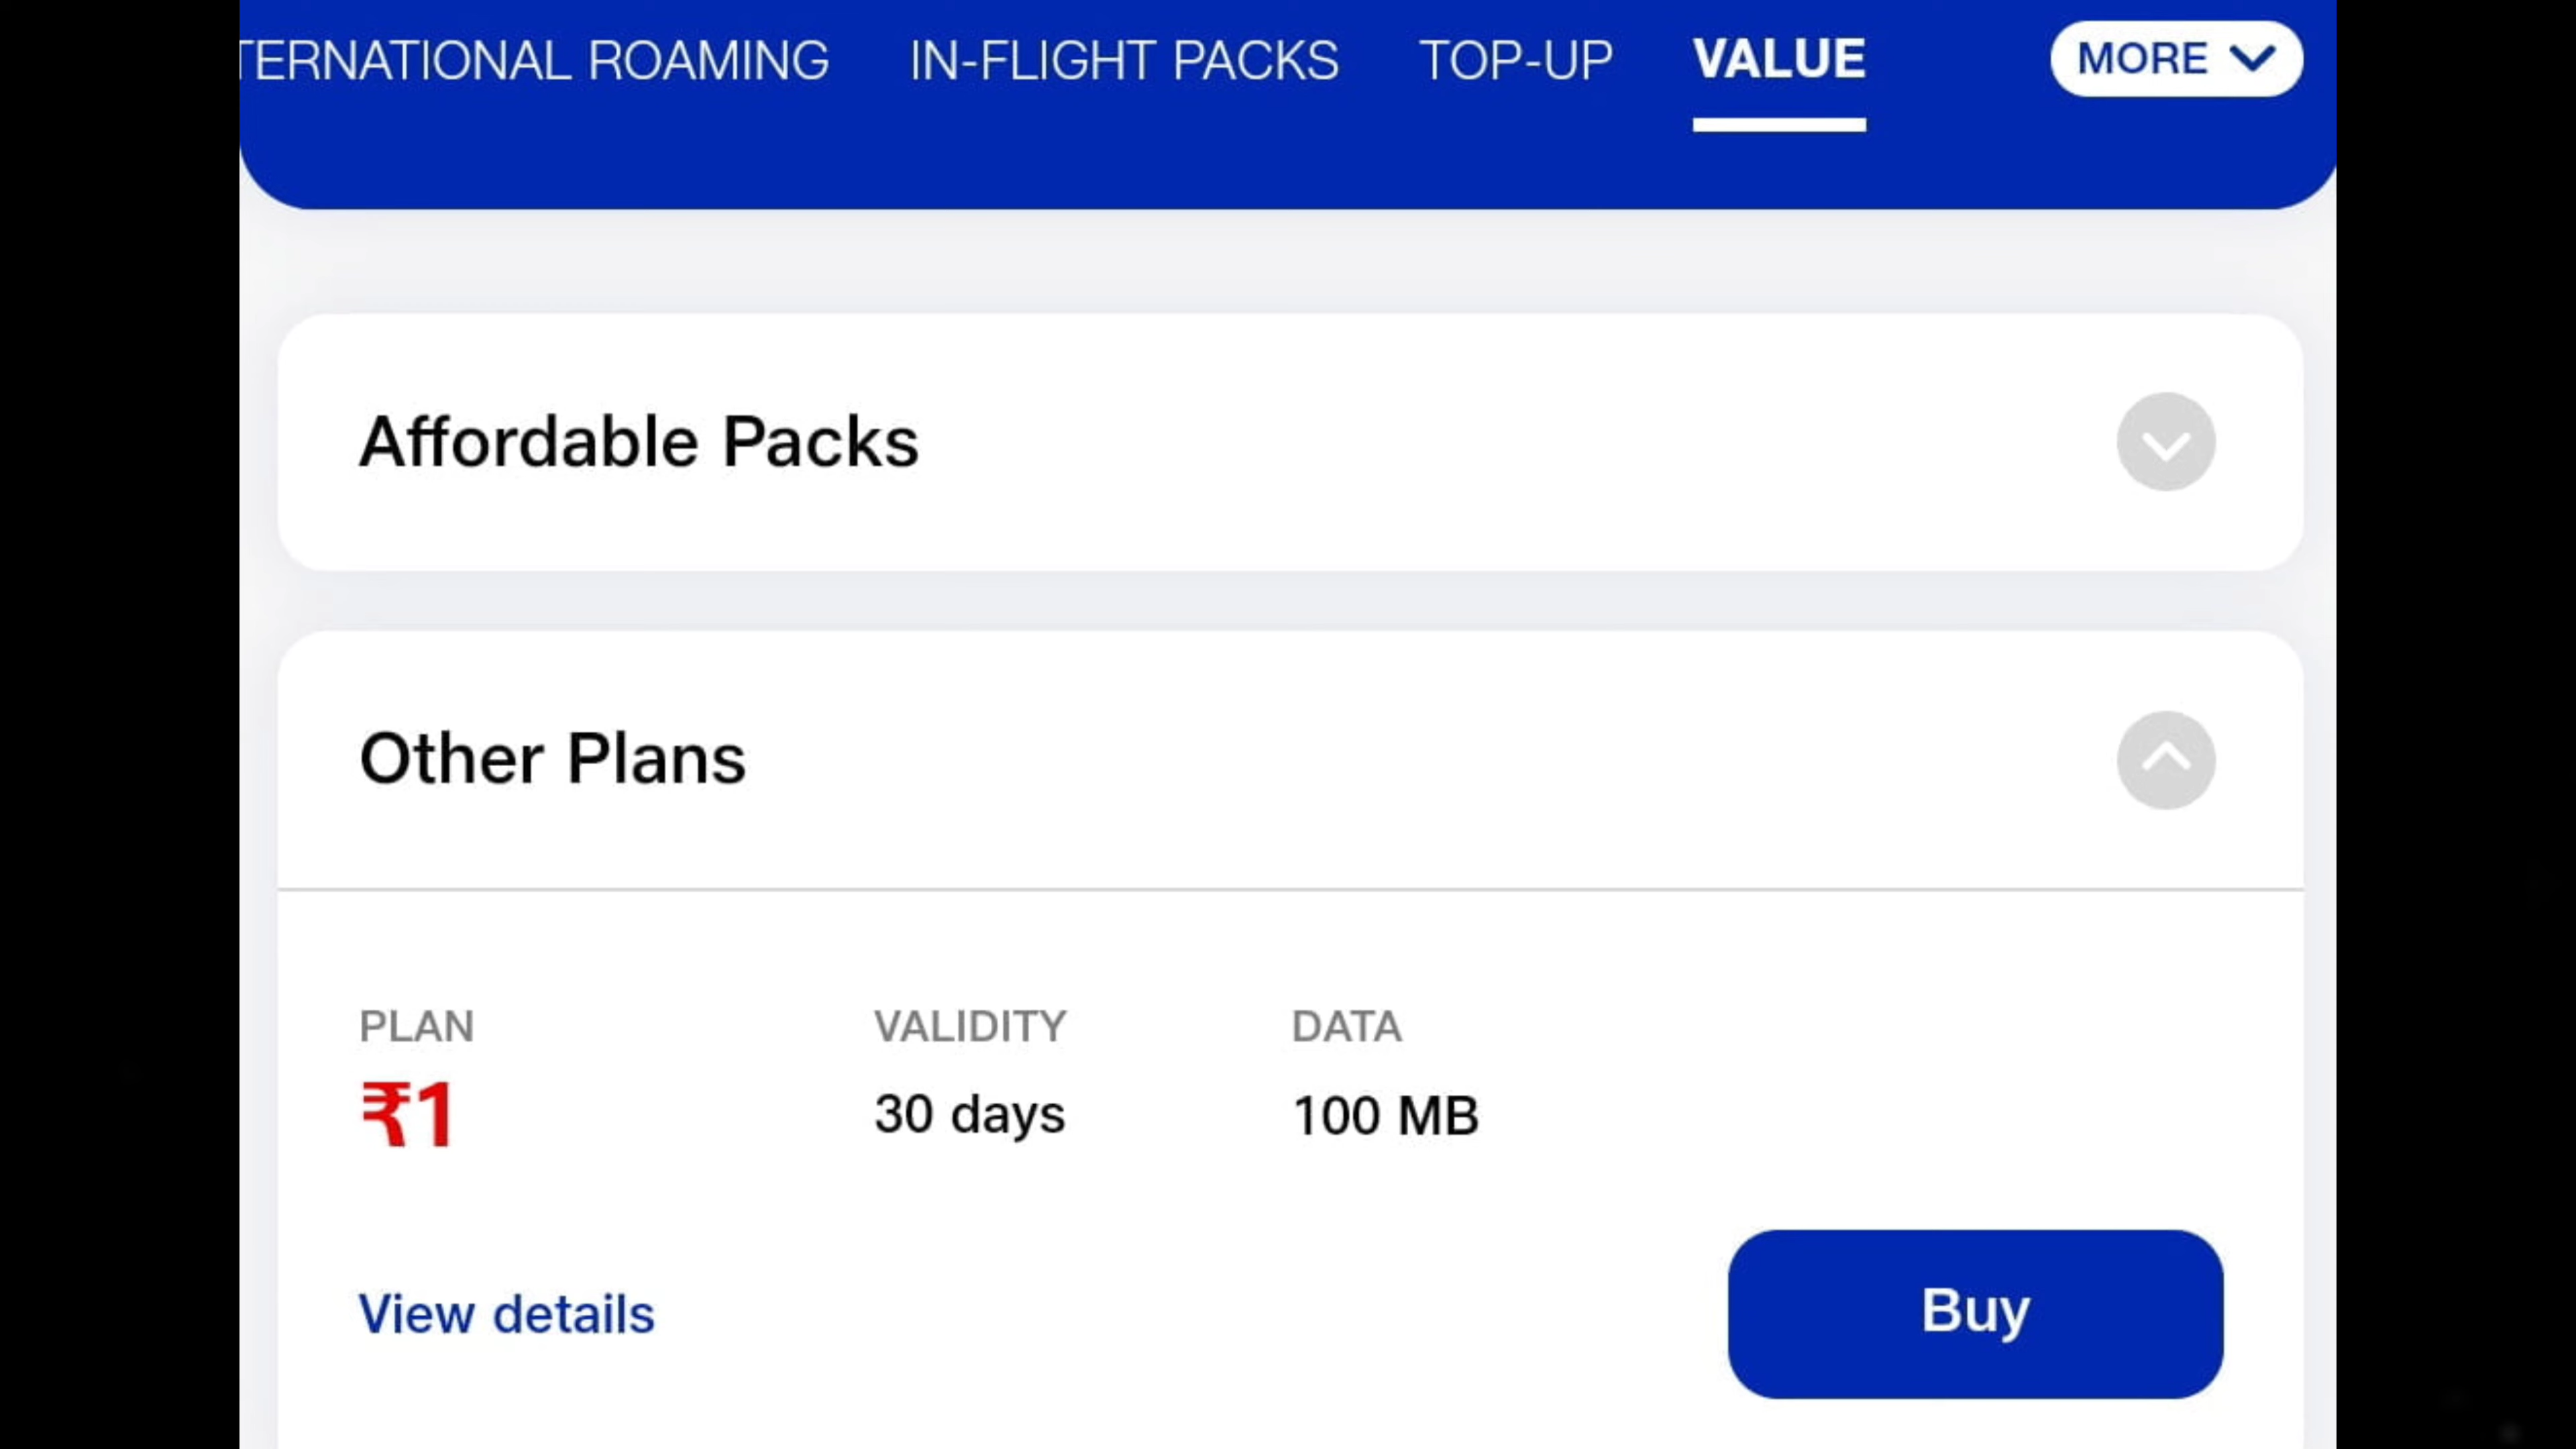 TERNATIONAL ROAMING IN-FLIGHT PACKS TOP-UP VALUE MORE
Affordable Packs
Other Plans
PLAN VALIDITY DATA
₹1 30 days 100 MB
View details Buy